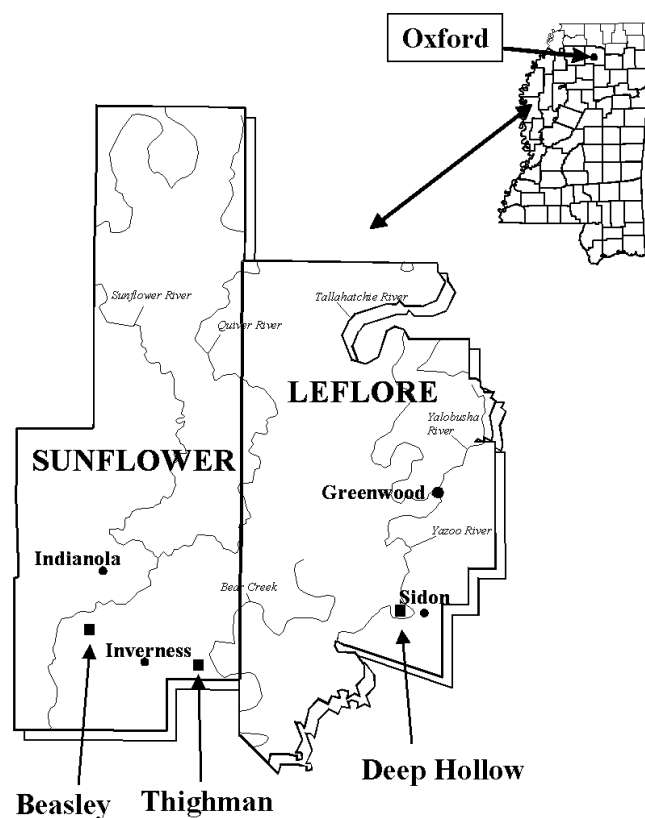 Oxford
Sunflower River
Tallahatchie River
Quiver River
LEFLORE
Yalobusha
River
SUNFLOWER
Greenwood
Yazoo River
Indianola
Bear Creek
Sidon
Inverness
Deep Hollow
Beasley
Thighman